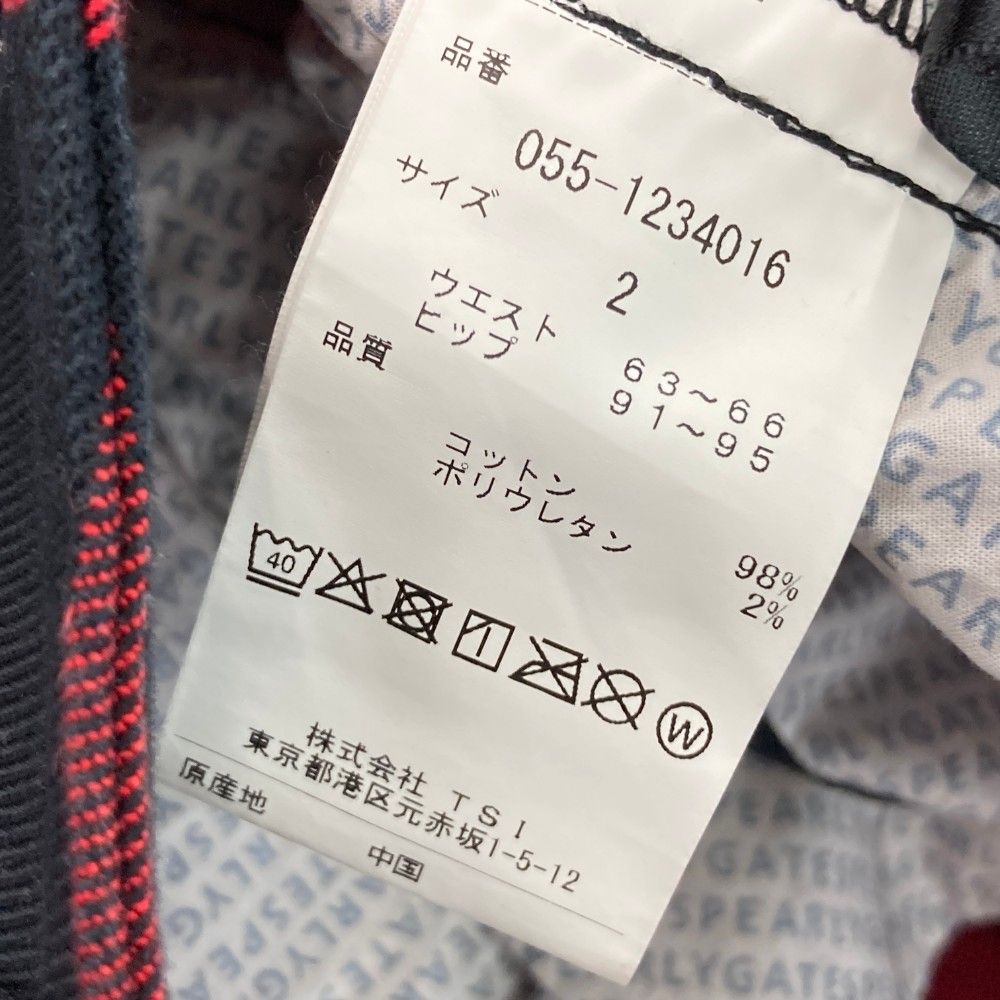 品番
055-1234016
サイズ
2
ウエスト 63~66
ヒップ 91~95
品質
コットン 98%
ポリウレタン 2%
40
W
株式会社 TSI
東京都港区元赤坂1-5-12
原産地
中国
PEARLYGATES